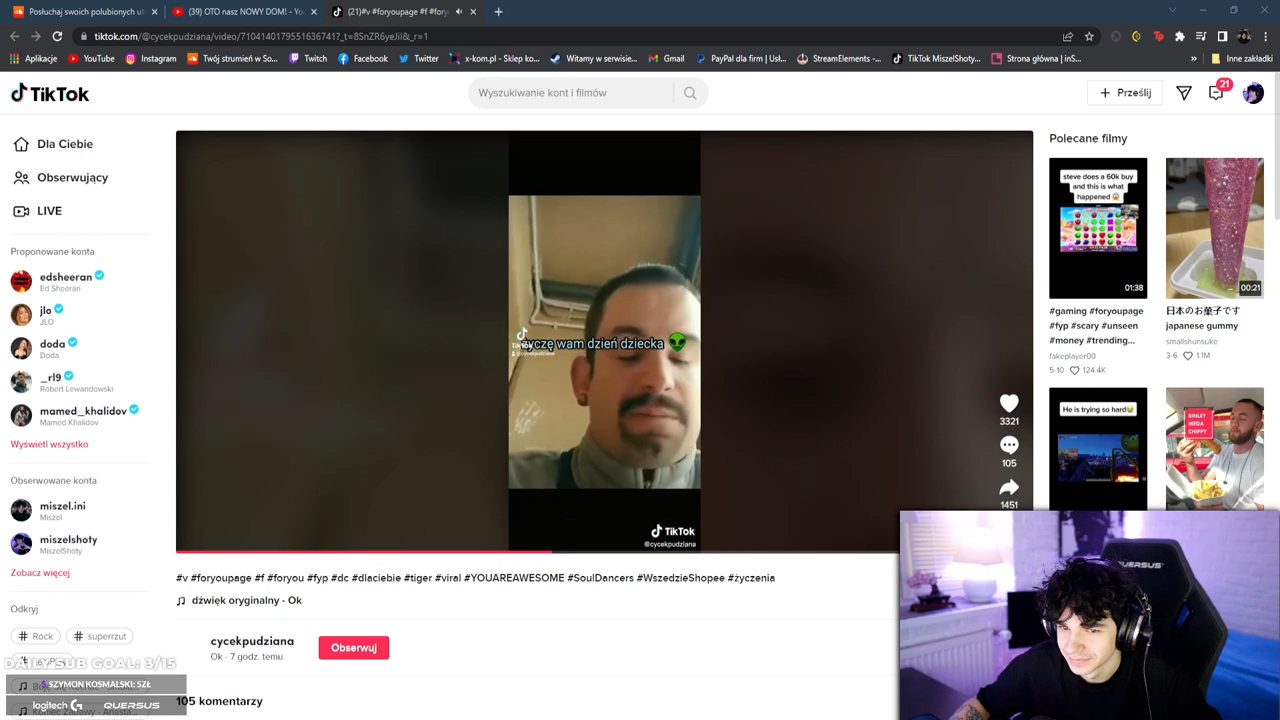 Posłuchaj swoich polubionych ut
(39) OTO nasz NOWY DOM! - Yo
(21)#v #foryoupage #f #fory
tiktok.com/@cycekpudziana/video/7104140179551636741?_t=8SnZR6yeJiI&_r=1
Aplikacje
YouTube
Instagram
Twój strumień w So...
Twitch
Facebook
Twitter
x-kom.pl - Sklep ko...
Witamy w serwisie...
Gmail
PayPal dla firm | Usł...
StreamElements -...
TikTok MiszelShoty...
Strona główna | inS...
»
Inne zakładki
TikTok
Wyszukiwanie kont i filmów
+ Prześlij
21
Dla Ciebie
Obserwujący
LIVE
Proponowane konta
edsheeran
Ed Sheeran
jlo
JLO
doda
Doda
_rl9
Robert Lewandowski
mamed_khalidov
Mamed Khalidov
Wyświetl wszystko
Obserwowane konta
miszel.ini
Miszel
miszelshoty
MiszelShoty
Zobacz więcej
Odkryj
# Rock
# superrzut
DAILY SUB GOAL: 3/15
SZYMON KOSMALSKI: 5ZŁ
logitech G QUERSUS
życzę wam dzień dziecka 👽
TikTok
@cycekpudziana
3321
105
1451
#v #foryoupage #f #foryou #fyp #dc #dlaciebie #tiger #viral #YOUAREAWESOME #SoulDancers #WszedzieShopee #życzenia
dźwięk oryginalny - Ok
cycekpudziana
Ok · 7 godz. temu
Obserwuj
105 komentarzy
Polecane filmy
steve does a 60k buy
and this is what
happened 😱
01:38
#gaming #foryoupage
#fyp #scary #unseen
#money #trending...
fakeplayer00
5-10 124.4K
00:21
日本のお菓子です
japanese gummy
smallshunsuke
3-6 1.1M
He is trying so hard😂
BINLEY
MEGA
CHIPPY
QUERSUS